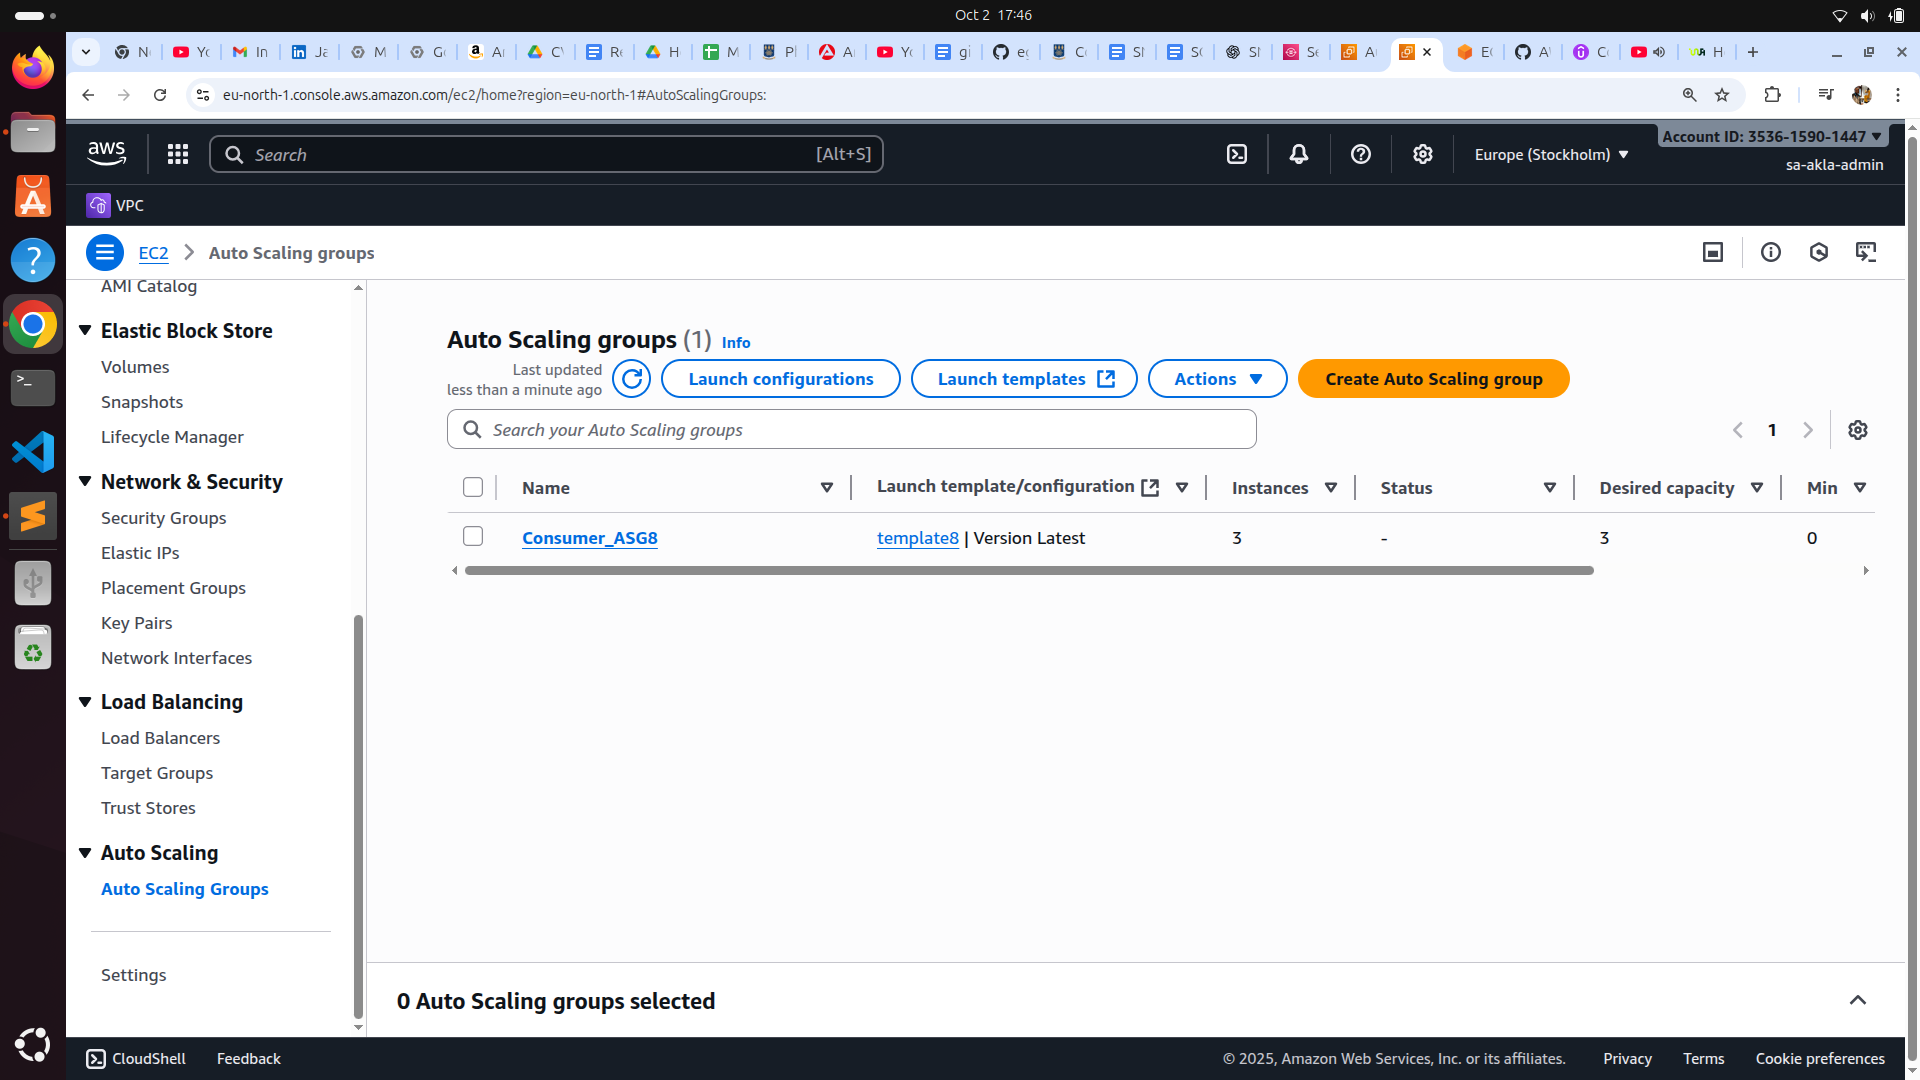 Oct 2 17:46
eu-north-1.console.aws.amazon.com/ec2/home?region=eu-north-1#AutoScalingGroups:
aws
Search
[Alt+S]
Europe (Stockholm)
Account ID: 3536-1590-1447
sa-akla-admin
VPC
EC2
Auto Scaling groups
AMI Catalog
Elastic Block Store
Volumes
Snapshots
Lifecycle Manager
Network & Security
Security Groups
Elastic IPs
Placement Groups
Key Pairs
Network Interfaces
Load Balancing
Load Balancers
Target Groups
Trust Stores
Auto Scaling
Auto Scaling Groups
Settings
Auto Scaling groups (1) Info
Last updated
less than a minute ago
Launch configurations
Launch templates
Actions
Create Auto Scaling group
Search your Auto Scaling groups
1
Name Launch template/configuration Instances Status Desired capacity Min
Consumer_ASG8 template8 | Version Latest 3 - 3 0
0 Auto Scaling groups selected
CloudShell Feedback © 2025, Amazon Web Services, Inc. or its affiliates. Privacy Terms Cookie preferences